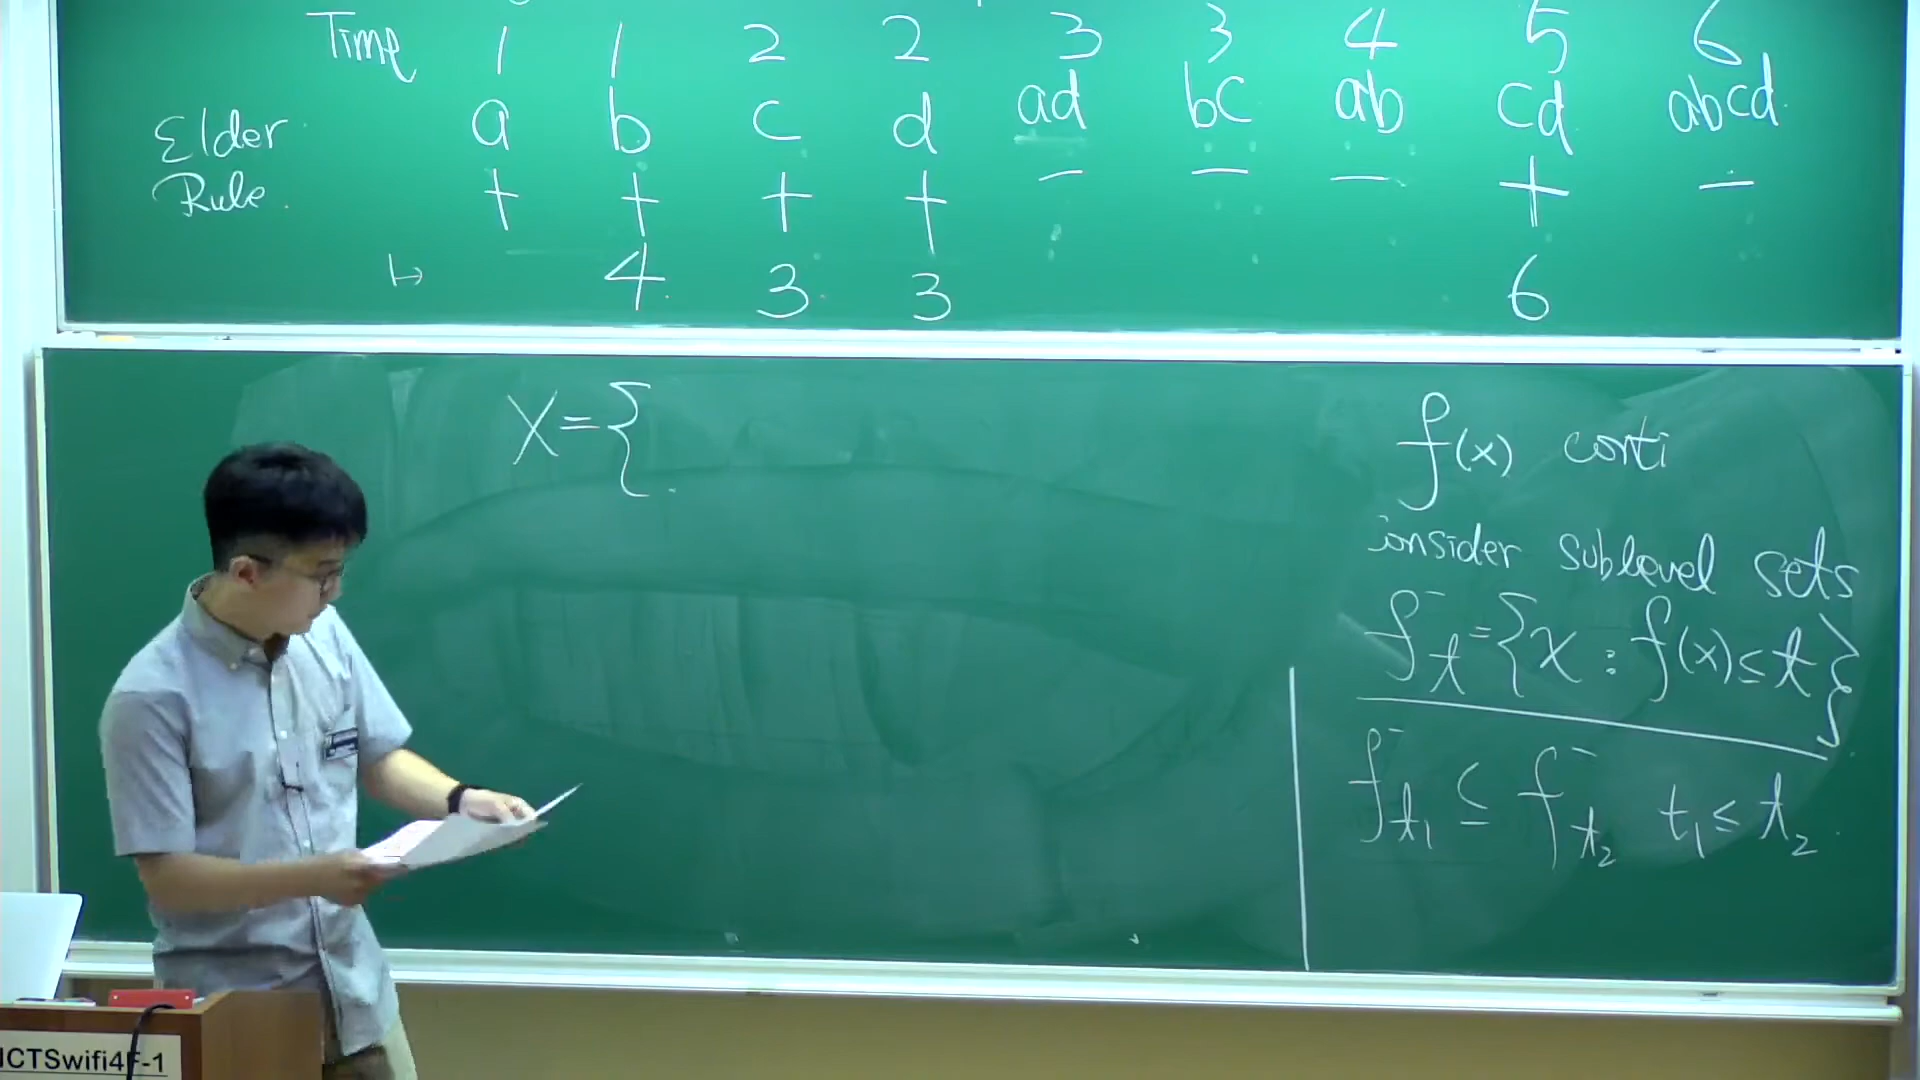 Time 1 1 2 2 3 3 4 5 6
Elder a b c d ad bc ab cd abcd
Rule. + + + + − − − + −
↦ 4 3 3 6
X={
f(x) conti
consider sublevel sets
f⁻ₜ={x : f(x)≤t}
f⁻ₜ₁ ⊆ f⁻ₜ₂ t₁≤t₂
ICTSwifi4F-1